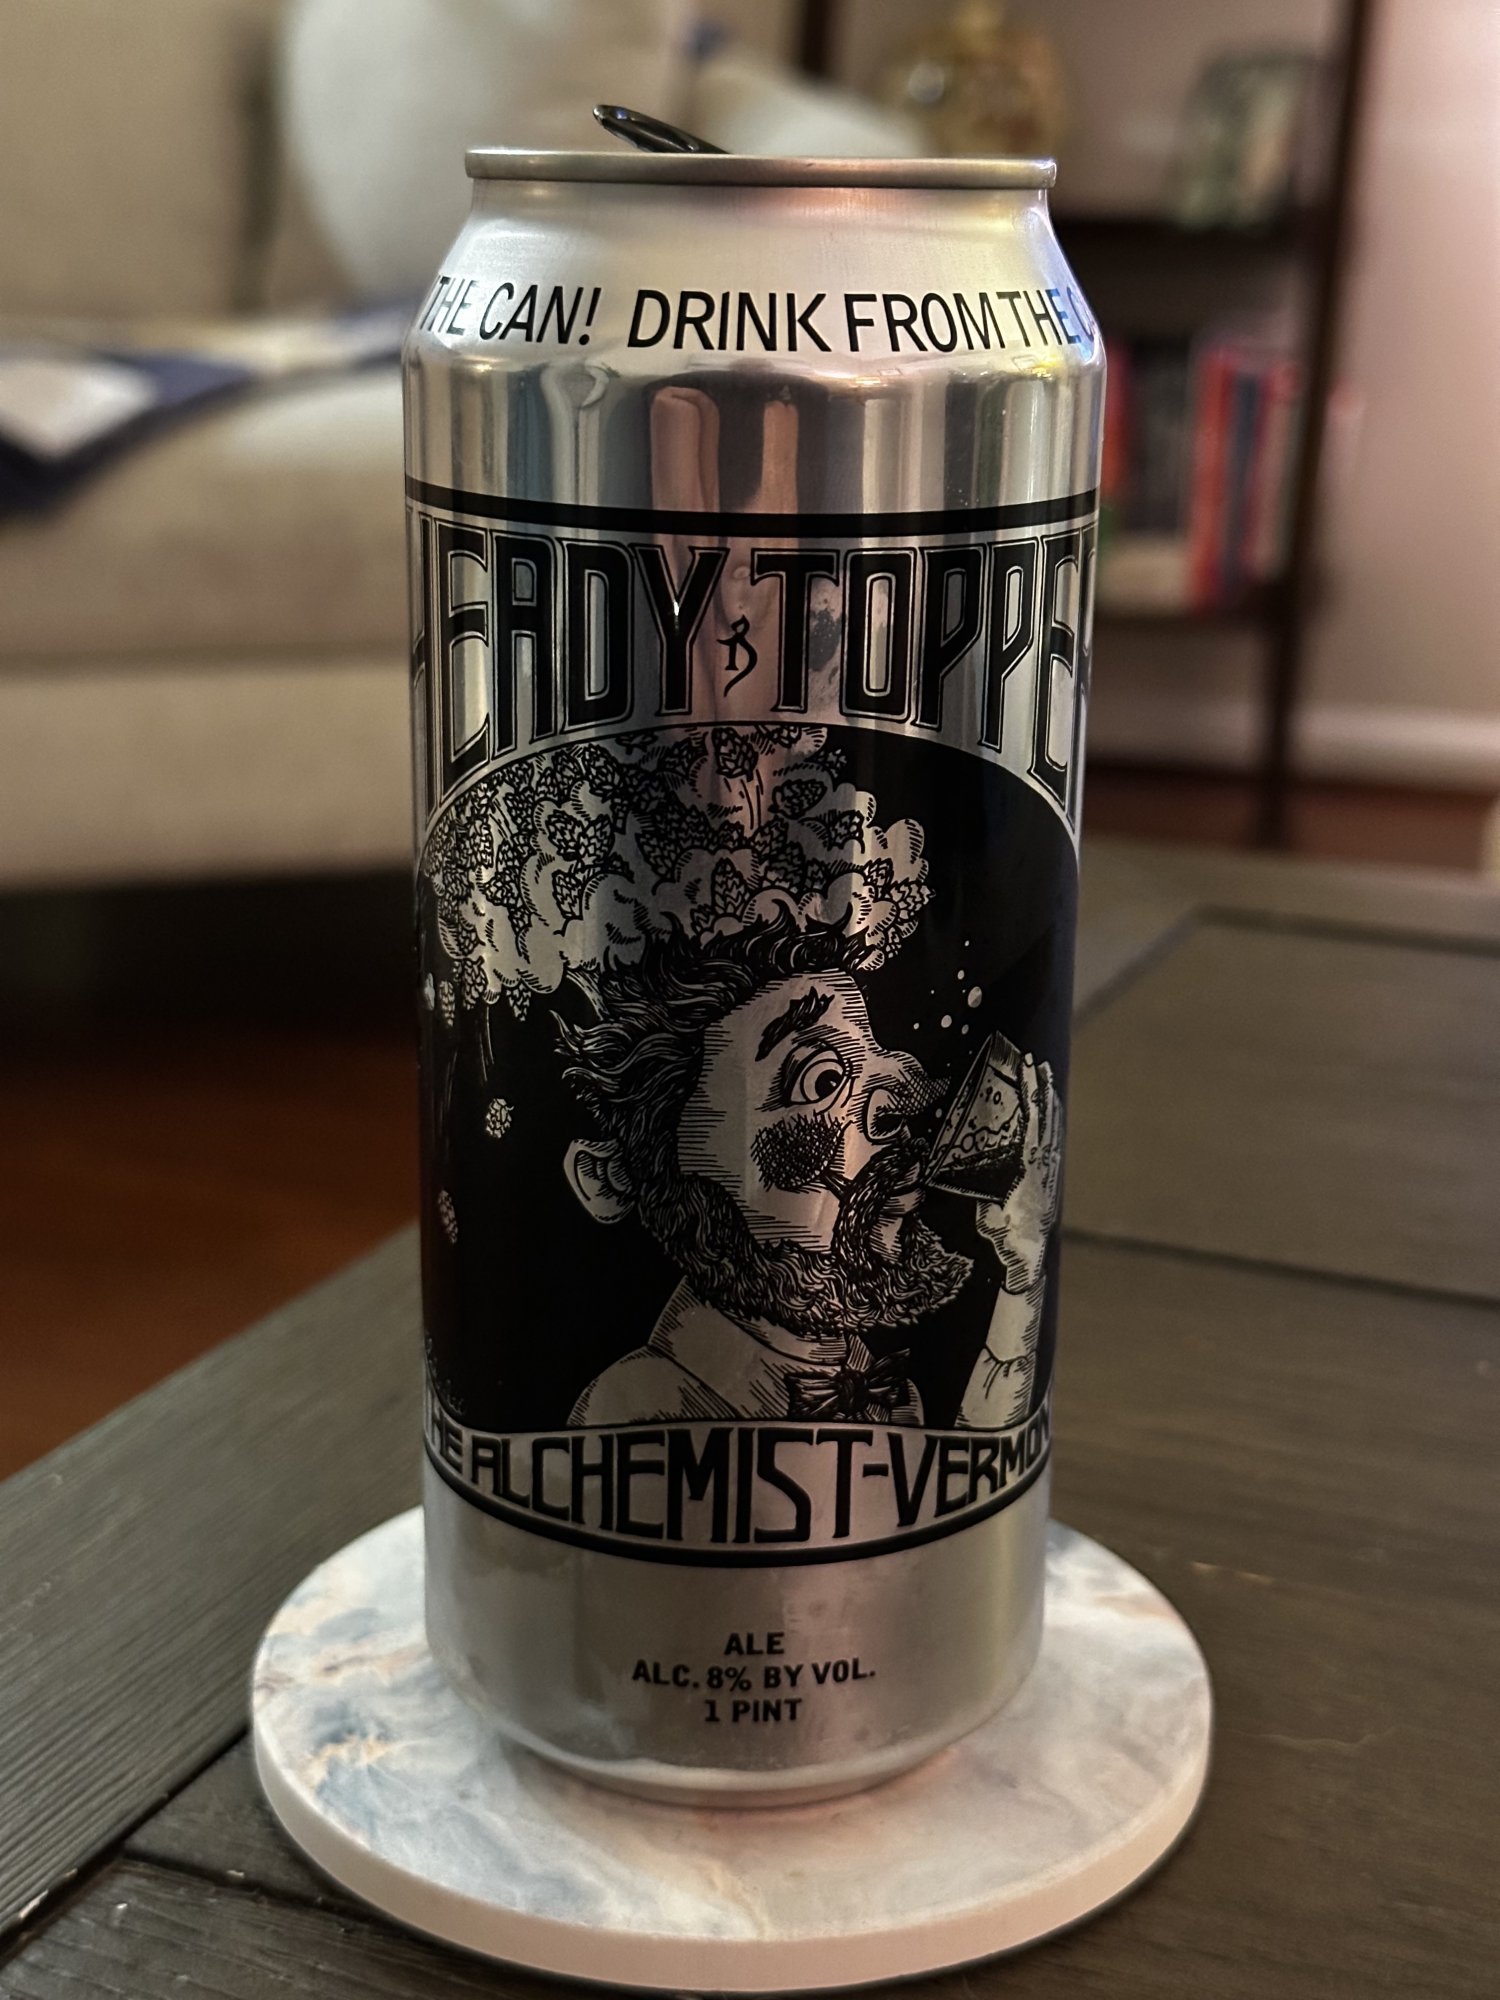 THE CAN! DRINK FROM THE
HEADY TOPPER
THE ALCHEMIST-VERMONT
ALE
ALC. 8% BY VOL.
1 PINT